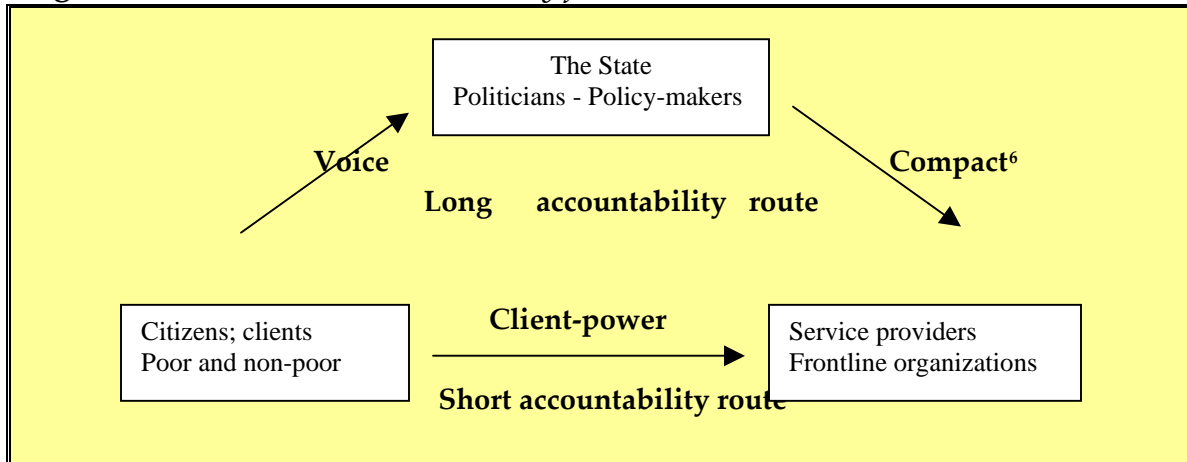 The State
Politicians - Policy-makers
Voice
Compact⁶
Long accountability route
Citizens; clients
Poor and non-poor
Client-power
Short accountability route
Service providers
Frontline organizations